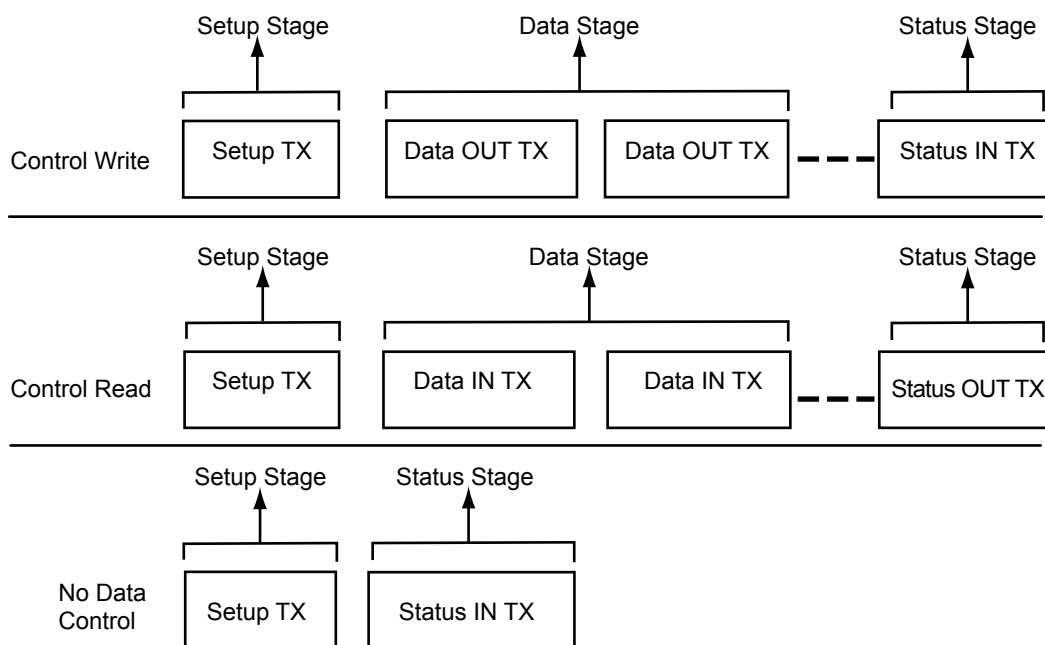 Setup Stage Data Stage Status Stage
Control Write Setup TX Data OUT TX Data OUT TX Status IN TX
Setup Stage Data Stage Status Stage
Control Read Setup TX Data IN TX Data IN TX Status OUT TX
Setup Stage Status Stage
No Data
Control Setup TX Status IN TX